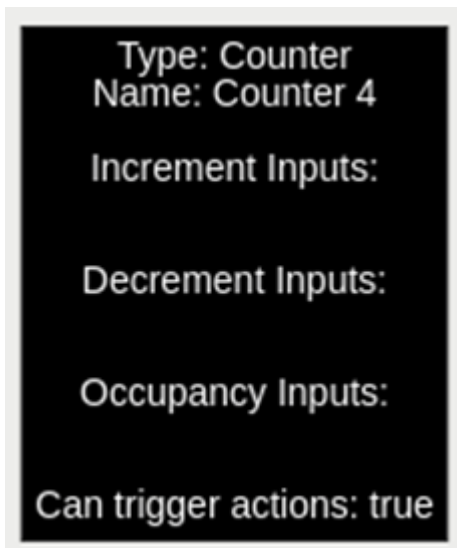 Type: Counter
Name: Counter 4
Increment Inputs:
Decrement Inputs:
Occupancy Inputs:
Can trigger actions: true